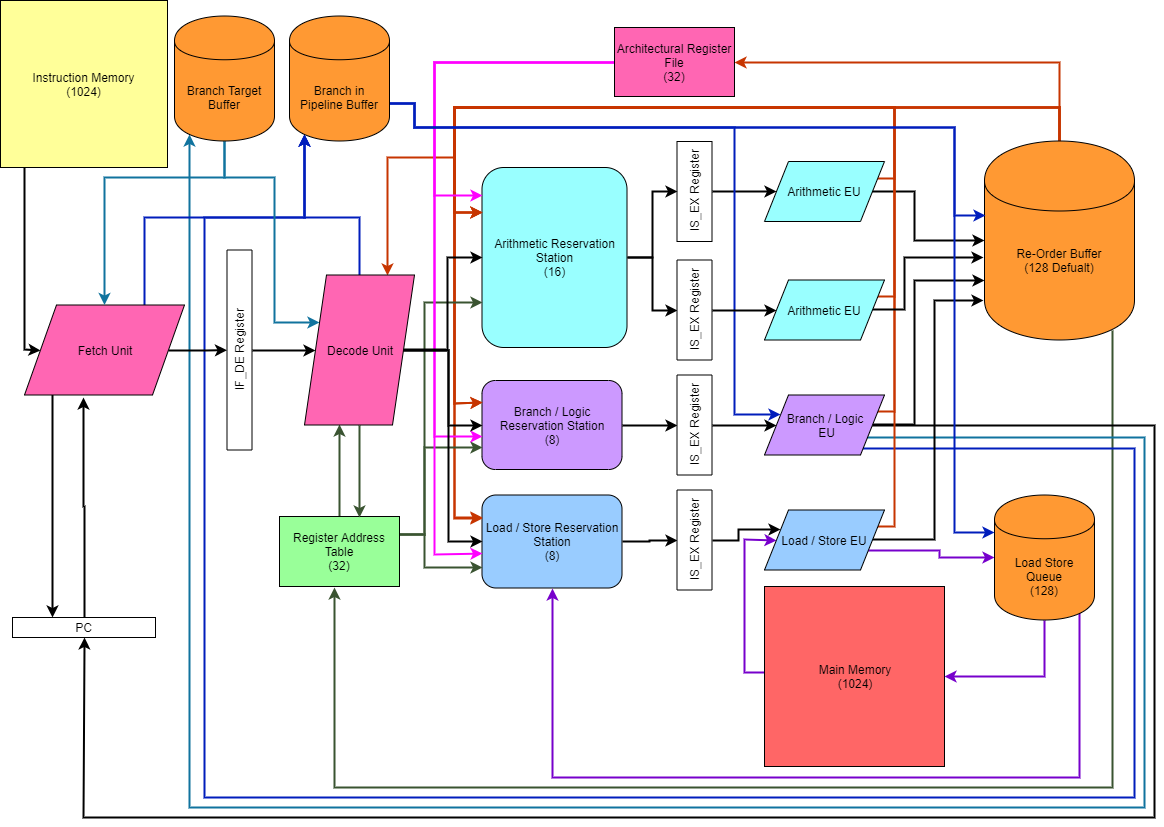 Instruction Memory
(1024)
Branch Target
Buffer
Branch in
Pipeline Buffer
Architectural Register
File
(32)
IS_EX Register
Arithmetic EU
Arithmetic Reservation
Station
(16)
Re-Order Buffer
(128 Defualt)
IS_EX Register
Arithmetic EU
Fetch Unit
IF_DE Register
Decode Unit
Branch / Logic
Reservation Station
(8)
IS_EX Register
Branch / Logic
EU
Register Address
Table
(32)
Load / Store Reservation
Station
(8)
IS_EX Register
Load / Store EU
Load Store
Queue
(128)
PC
Main Memory
(1024)